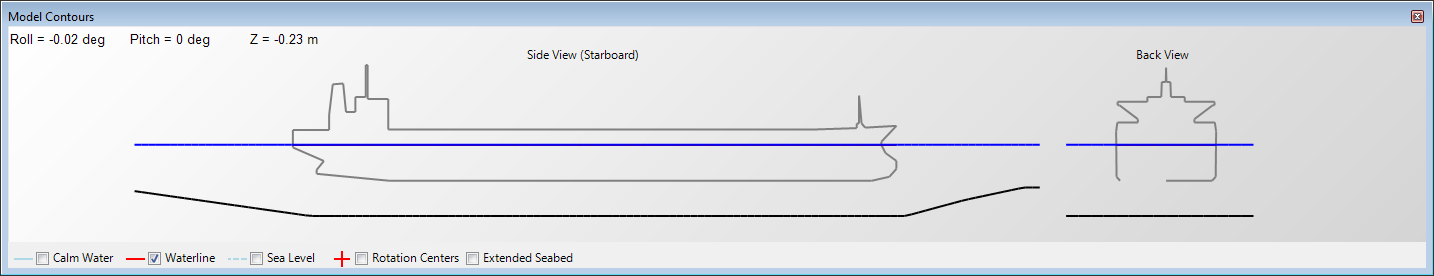 Model Contours
Roll = -0.02 deg Pitch = 0 deg Z = -0.23 m
Side View (Starboard) Back View
Calm Water Waterline Sea Level Rotation Centers Extended Seabed